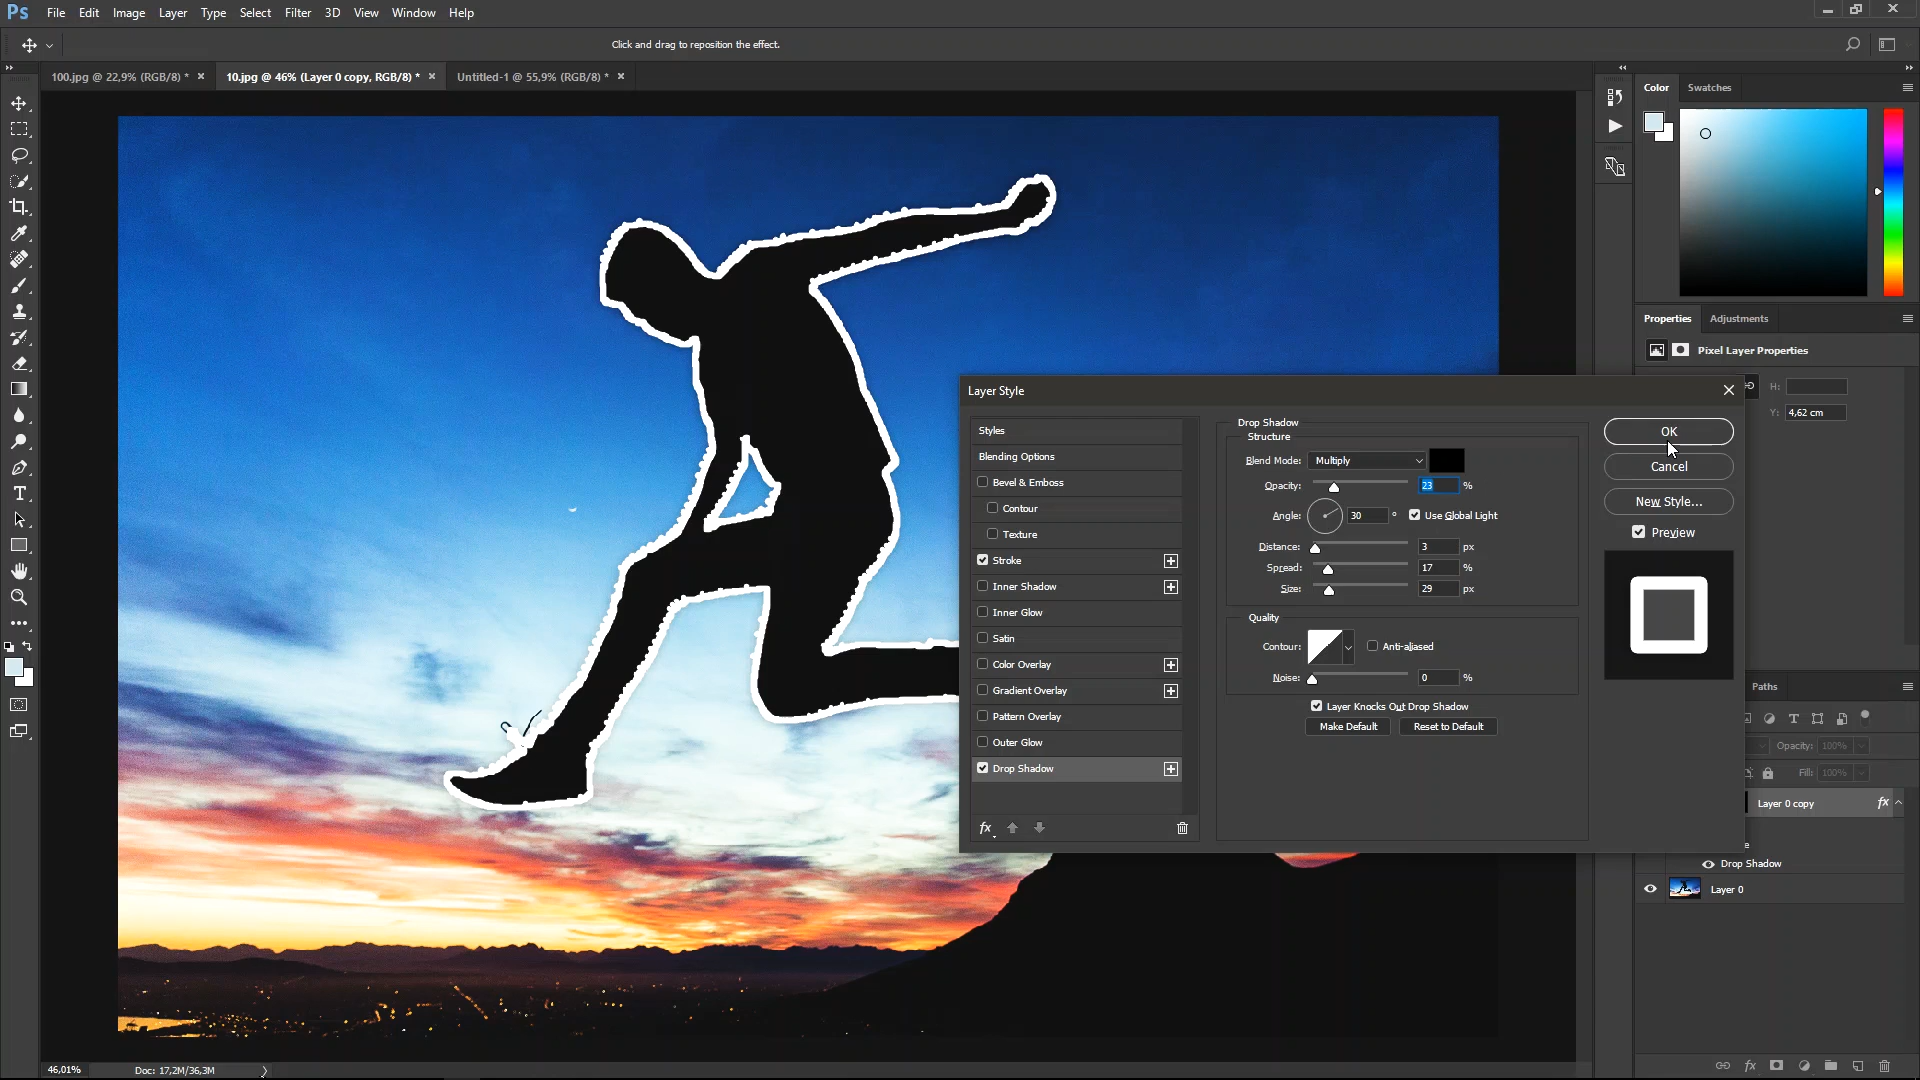 Ps File Edit Image Layer Type Select Filter 3D View Window Help
Click and drag to reposition the effect.
100.jpg @ 22,9% (RGB/8) * × 10.jpg @ 46% (Layer 0 copy, RGB/8) * × Untitled-1 @ 55,9% (RGB/8) * ×
Color Swatches
Properties Adjustments
Pixel Layer Properties
H:
Y: 4,62 cm
Layer Style
Styles
Blending Options
Bevel & Emboss
Contour
Texture
Stroke
Inner Shadow
Inner Glow
Satin
Color Overlay
Gradient Overlay
Pattern Overlay
Outer Glow
Drop Shadow
fx
Drop Shadow
Structure
Blend Mode: Multiply
Opacity: 23 %
Angle: 30 ° Use Global Light
Distance: 3 px
Spread: 17 %
Size: 29 px
Quality
Contour: Anti-aliased
Noise: 0 %
Layer Knocks Out Drop Shadow
Make Default Reset to Default
OK
Cancel
New Style...
Preview
Paths
Opacity: 100%
Fill: 100%
Layer 0 copy fx
Drop Shadow
Layer 0
fx
46,01% Doc: 17,2M/36,3M